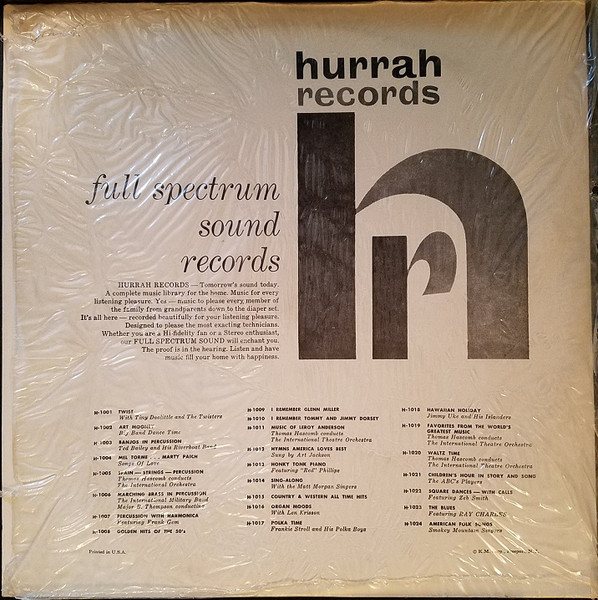 hurrah
records
full spectrum
sound
records
HURRAH RECORDS — Tomorrow's sound today.
A complete music library for the home. Music for every
listening pleasure. Yes — music to please every member of
the family from grandparents down to the diaper set.
It's all here — recorded beautifully for your listening pleasure.
Designed to please the most exacting technicians.
Whether you are a Hi-fidelity fan or a Stereo enthusiast,
our FULL SPECTRUM SOUND will enchant you.
The proof is in the hearing. Listen and have
music fill your home with happiness.
H-1001 TWIST
With Tiny Doolittle and The Twisters
H-1002 ART MOONEY
Big Band Dance Time
H-1003 BANJOS IN PERCUSSION
Ted Bailey and His Riverboat Band
H-1004 MEL TORME . . MARTY PAICH
Songs Of Love
H-1005 SPAIN — STRINGS — PERCUSSION
Thomas Hascomb conducts
The International Orchestra
H-1006 MARCHING BRASS IN PERCUSSION
The International Military Band
Major S. Thompson, conductor
H-1007 PERCUSSION WITH HARMONICA
Featuring Frank Gem
H-1008 GOLDEN HITS OF THE 50's
H-1009 I REMEMBER GLENN MILLER
H-1010 I REMEMBER TOMMY AND JIMMY DORSEY
H-1011 MUSIC OF LEROY ANDERSON
Thomas Hascomb conducts
The International Theatre Orchestra
H-1012 HYMNS AMERICA LOVES BEST
Sung by Art Jackson
H-1013 HONKY TONK PIANO
Featuring "Red" Phillips
H-1014 SING-ALONG
With the Matt Morgan Singers
H-1015 COUNTRY & WESTERN ALL TIME HITS
H-1016 ORGAN MOODS
With Len Krisson
H-1017 POLKA TIME
Frankie Stroll and His Polka Boys
H-1018 HAWAIIAN HOLIDAY
Jimmy Uke and His Islanders
H-1019 FAVORITES FROM THE WORLD'S
GREATEST MUSIC
Thomas Hascomb conducts
The International Theatre Orchestra
H-1020 WALTZ TIME
Thomas Hascomb conducts
The International Theatre Orchestra
H-1021 CHILDREN'S HOUR IN STORY AND SONG
The ABC's Players
H-1022 SQUARE DANCES — WITH CALLS
Featuring Zeb Smith
H-1023 THE BLUES
Featuring RAY CHARLES
H-1024 AMERICAN FOLK SONGS
Smokey Mountain Singers
Printed in U.S.A.
© K.M.